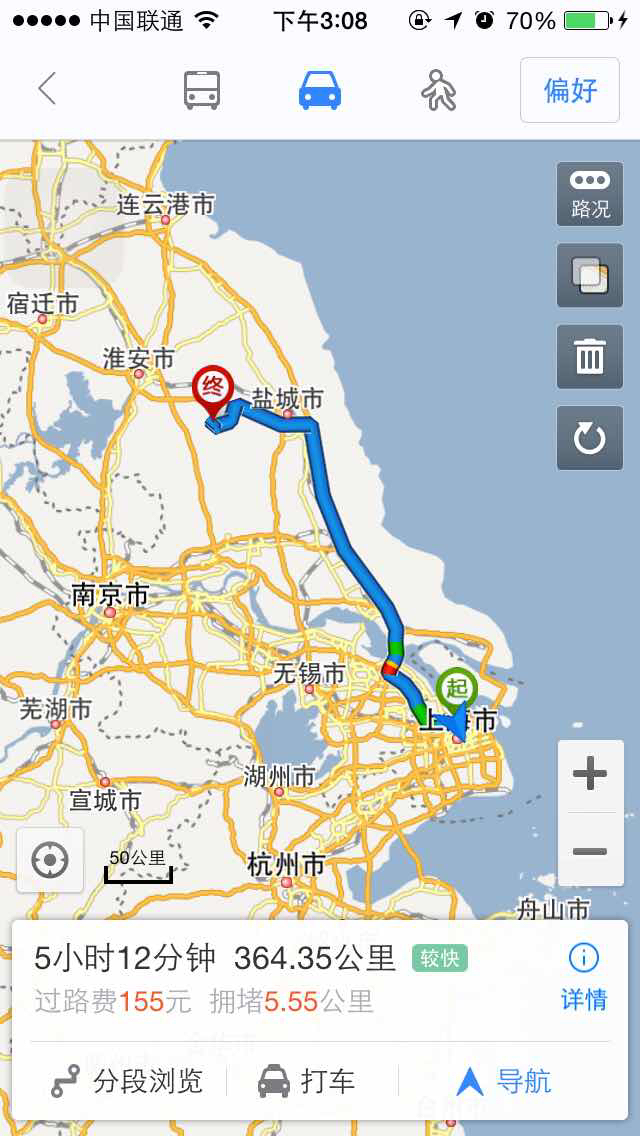 中国联通 下午3:08 70%
偏好
路况
连云港市
宿迁市
淮安市
终
盐城市
南京市
无锡市
起
芜湖市
上海市
湖州市
宣城市
50公里
杭州市
舟山市
5小时12分钟 364.35公里 较快
过路费155元 拥堵5.55公里 详情
分段浏览 打车 导航